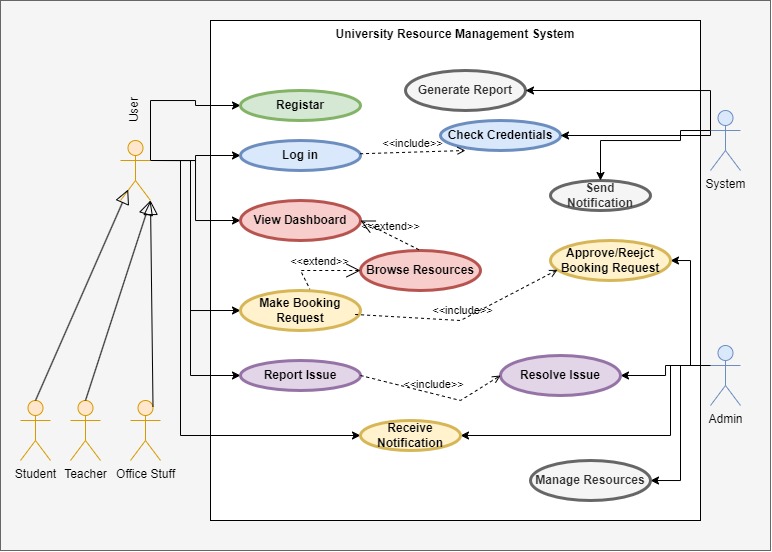 University Resource Management System
User
Registar
Generate Report
Check Credentials
<<include>>
Log in
System
Send
Notification
View Dashboard
<<extend>>
Browse Resources
<<extend>>
Approve/Reejct
Booking Request
Make Booking
Request
<<include>>
Report Issue
<<include>>
Resolve Issue
Admin
Receive
Notification
Student
Teacher
Office Stuff
Manage Resources